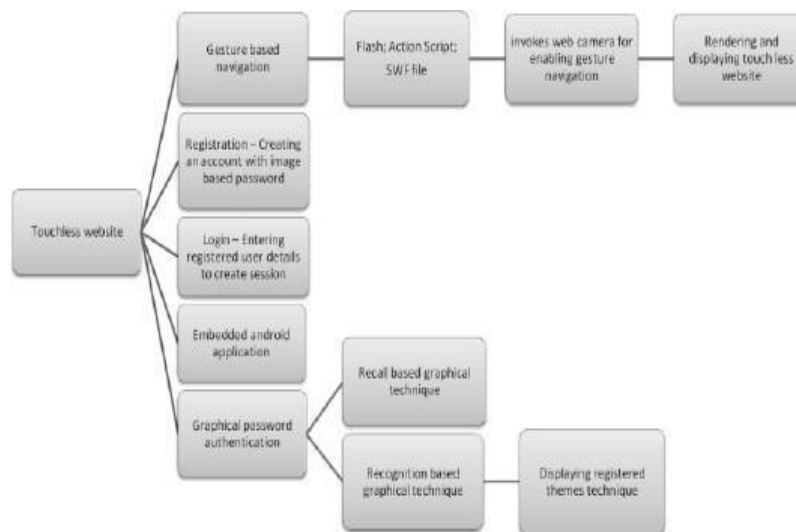 Gesture based
navigation
Flash; Action Script;
SWF file
invokes web camera for
enabling gesture
navigation
Rendering and
displaying touch less
website
Registration – Creating
an account with image
based password
Touchless website
Login – Entering
registered user details
to create session
Embedded android
application
Graphical password
authentication
Recall based graphical
technique
Recognition based
graphical technique
Displaying registered
themes technique